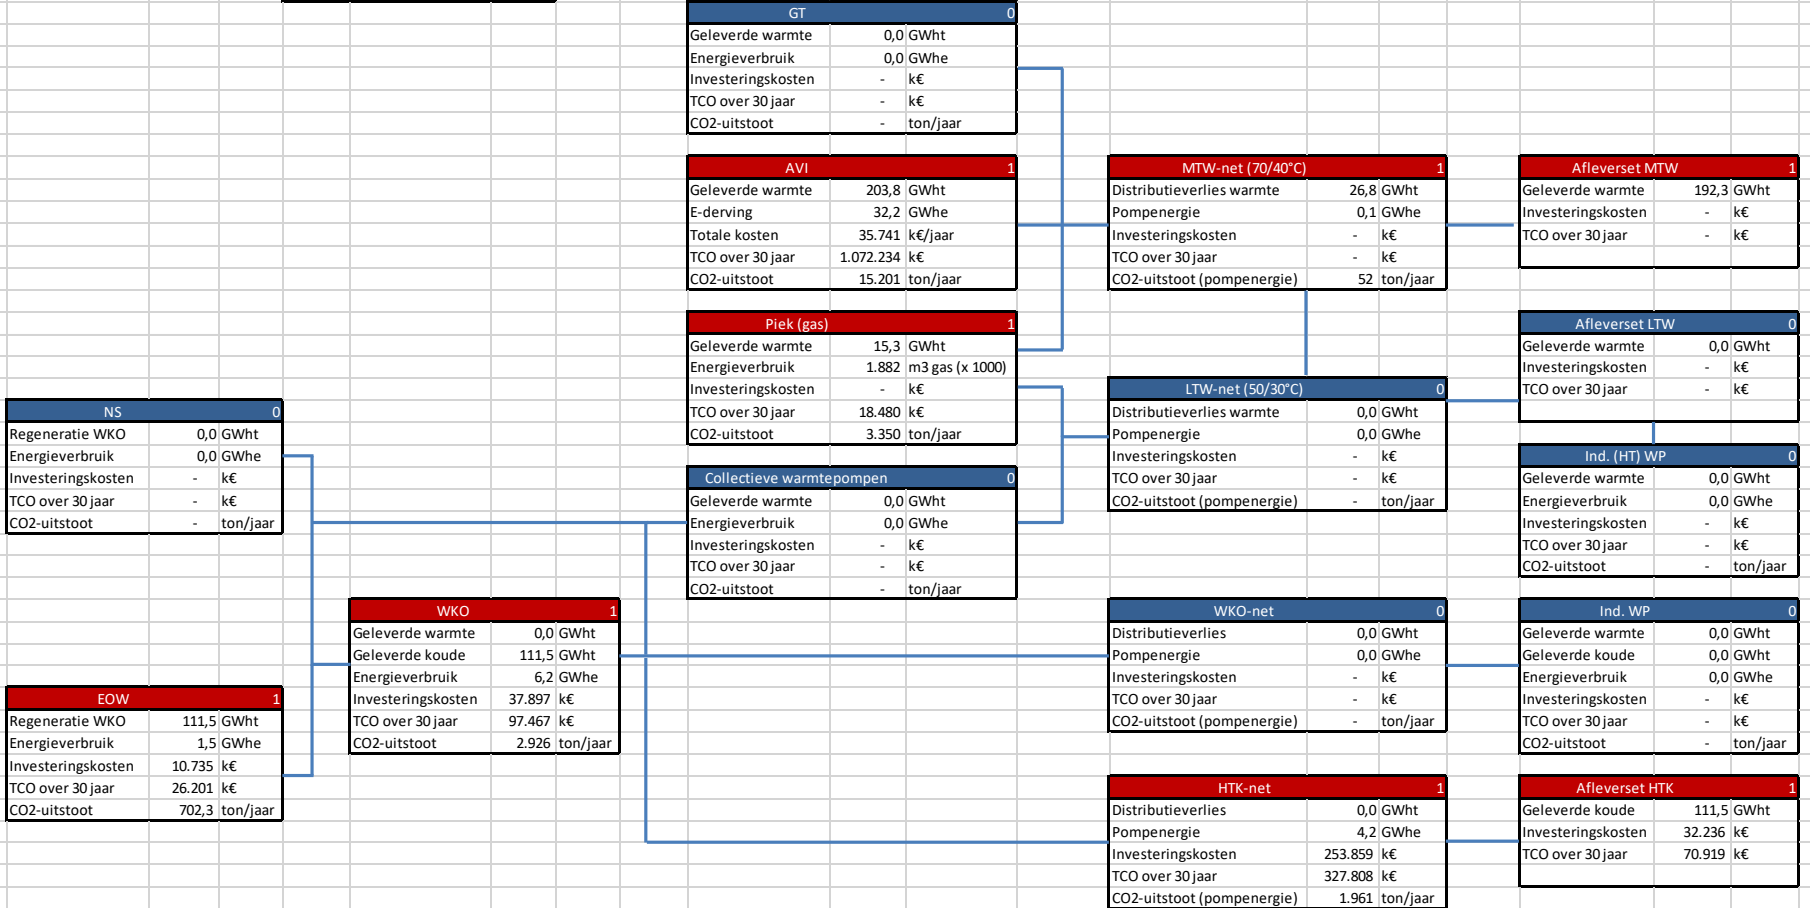 GT 0
Geleverde warmte 0,0 GWht
Energieverbruik 0,0 GWhe
Investeringskosten - k€
TCO over 30 jaar - k€
CO2-uitstoot - ton/jaar
AVI 1
Geleverde warmte 203,8 GWht
E-derving 32,2 GWhe
Totale kosten 35.741 k€/jaar
TCO over 30 jaar 1.072.234 k€
CO2-uitstoot 15.201 ton/jaar
MTW-net (70/40°C) 1
Distributieverlies warmte 26,8 GWht
Pompenergie 0,1 GWhe
Investeringskosten - k€
TCO over 30 jaar - k€
CO2-uitstoot (pompenergie) 52 ton/jaar
Afleverset MTW 1
Geleverde warmte 192,3 GWht
Investeringskosten - k€
TCO over 30 jaar - k€
Piek (gas) 1
Geleverde warmte 15,3 GWht
Energieverbruik 1.882 m3 gas (x 1000)
Investeringskosten - k€
TCO over 30 jaar 18.480 k€
CO2-uitstoot 3.350 ton/jaar
LTW-net (50/30°C) 0
Distributieverlies warmte 0,0 GWht
Pompenergie 0,0 GWhe
Investeringskosten - k€
TCO over 30 jaar - k€
CO2-uitstoot (pompenergie) - ton/jaar
Afleverset LTW 0
Geleverde warmte 0,0 GWht
Investeringskosten - k€
TCO over 30 jaar - k€
NS 0
Regeneratie WKO 0,0 GWht
Energieverbruik 0,0 GWhe
Investeringskosten - k€
TCO over 30 jaar - k€
CO2-uitstoot - ton/jaar
Collectieve warmtepompen 0
Geleverde warmte 0,0 GWht
Energieverbruik 0,0 GWhe
Investeringskosten - k€
TCO over 30 jaar - k€
CO2-uitstoot - ton/jaar
Ind. (HT) WP 0
Geleverde warmte 0,0 GWht
Energieverbruik 0,0 GWhe
Investeringskosten - k€
TCO over 30 jaar - k€
CO2-uitstoot - ton/jaar
WKO 1
Geleverde warmte 0,0 GWht
Geleverde koude 111,5 GWht
Energieverbruik 6,2 GWhe
Investeringskosten 37.897 k€
TCO over 30 jaar 97.467 k€
CO2-uitstoot 2.926 ton/jaar
WKO-net 0
Distributieverlies 0,0 GWht
Pompenergie 0,0 GWhe
Investeringskosten - k€
TCO over 30 jaar - k€
CO2-uitstoot (pompenergie) - ton/jaar
Ind. WP 0
Geleverde warmte 0,0 GWht
Geleverde koude 0,0 GWht
Energieverbruik 0,0 GWhe
Investeringskosten - k€
TCO over 30 jaar - k€
CO2-uitstoot - ton/jaar
EOW 1
Regeneratie WKO 111,5 GWht
Energieverbruik 1,5 GWhe
Investeringskosten 10.735 k€
TCO over 30 jaar 26.201 k€
CO2-uitstoot 702,3 ton/jaar
HTK-net 1
Distributieverlies 0,0 GWht
Pompenergie 4,2 GWhe
Investeringskosten 253.859 k€
TCO over 30 jaar 327.808 k€
CO2-uitstoot (pompenergie) 1.961 ton/jaar
Afleverset HTK 1
Geleverde koude 111,5 GWht
Investeringskosten 32.236 k€
TCO over 30 jaar 70.919 k€